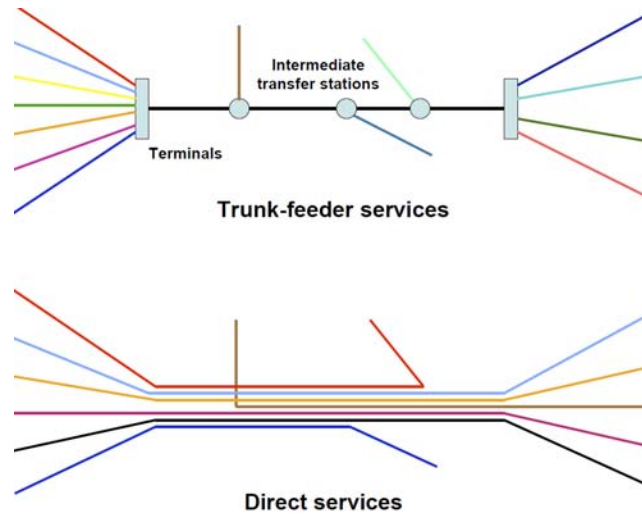 Intermediate
transfer stations
Terminals
Trunk-feeder services
Direct services